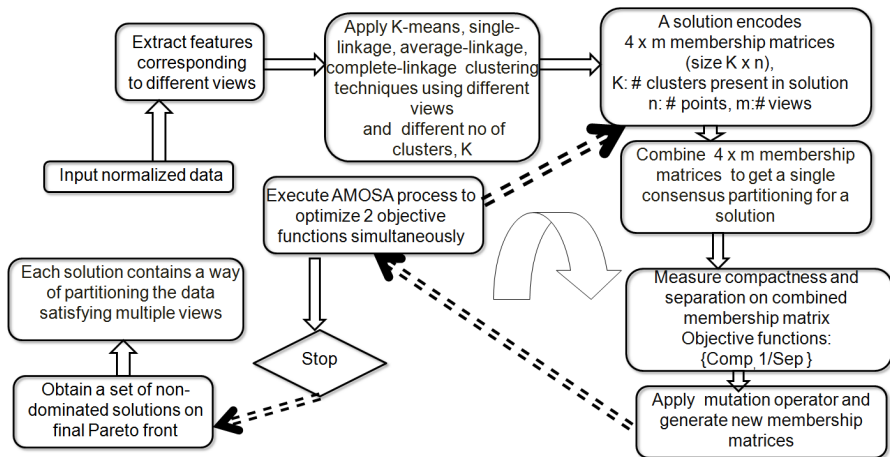 Extract features
corresponding
to different views
Apply K-means, single-
linkage, average-linkage,
complete-linkage clustering
techniques using different
views
and different no of
clusters, K
A solution encodes
4 x m membership matrices
(size K x n),
K: # clusters present in solution
n: # points, m:# views
Input normalized data
Combine 4 x m membership
matrices to get a single
consensus partitioning for a
solution
Execute AMOSA process to
optimize 2 objective
functions simultaneously
Each solution contains a way
of partitioning the data
satisfying multiple views
Measure compactness and
separation on combined
membership matrix
Objective functions:
{Comp,1/Sep }
Stop
Obtain a set of non-
dominated solutions on
final Pareto front
Apply mutation operator and
generate new membership
matrices